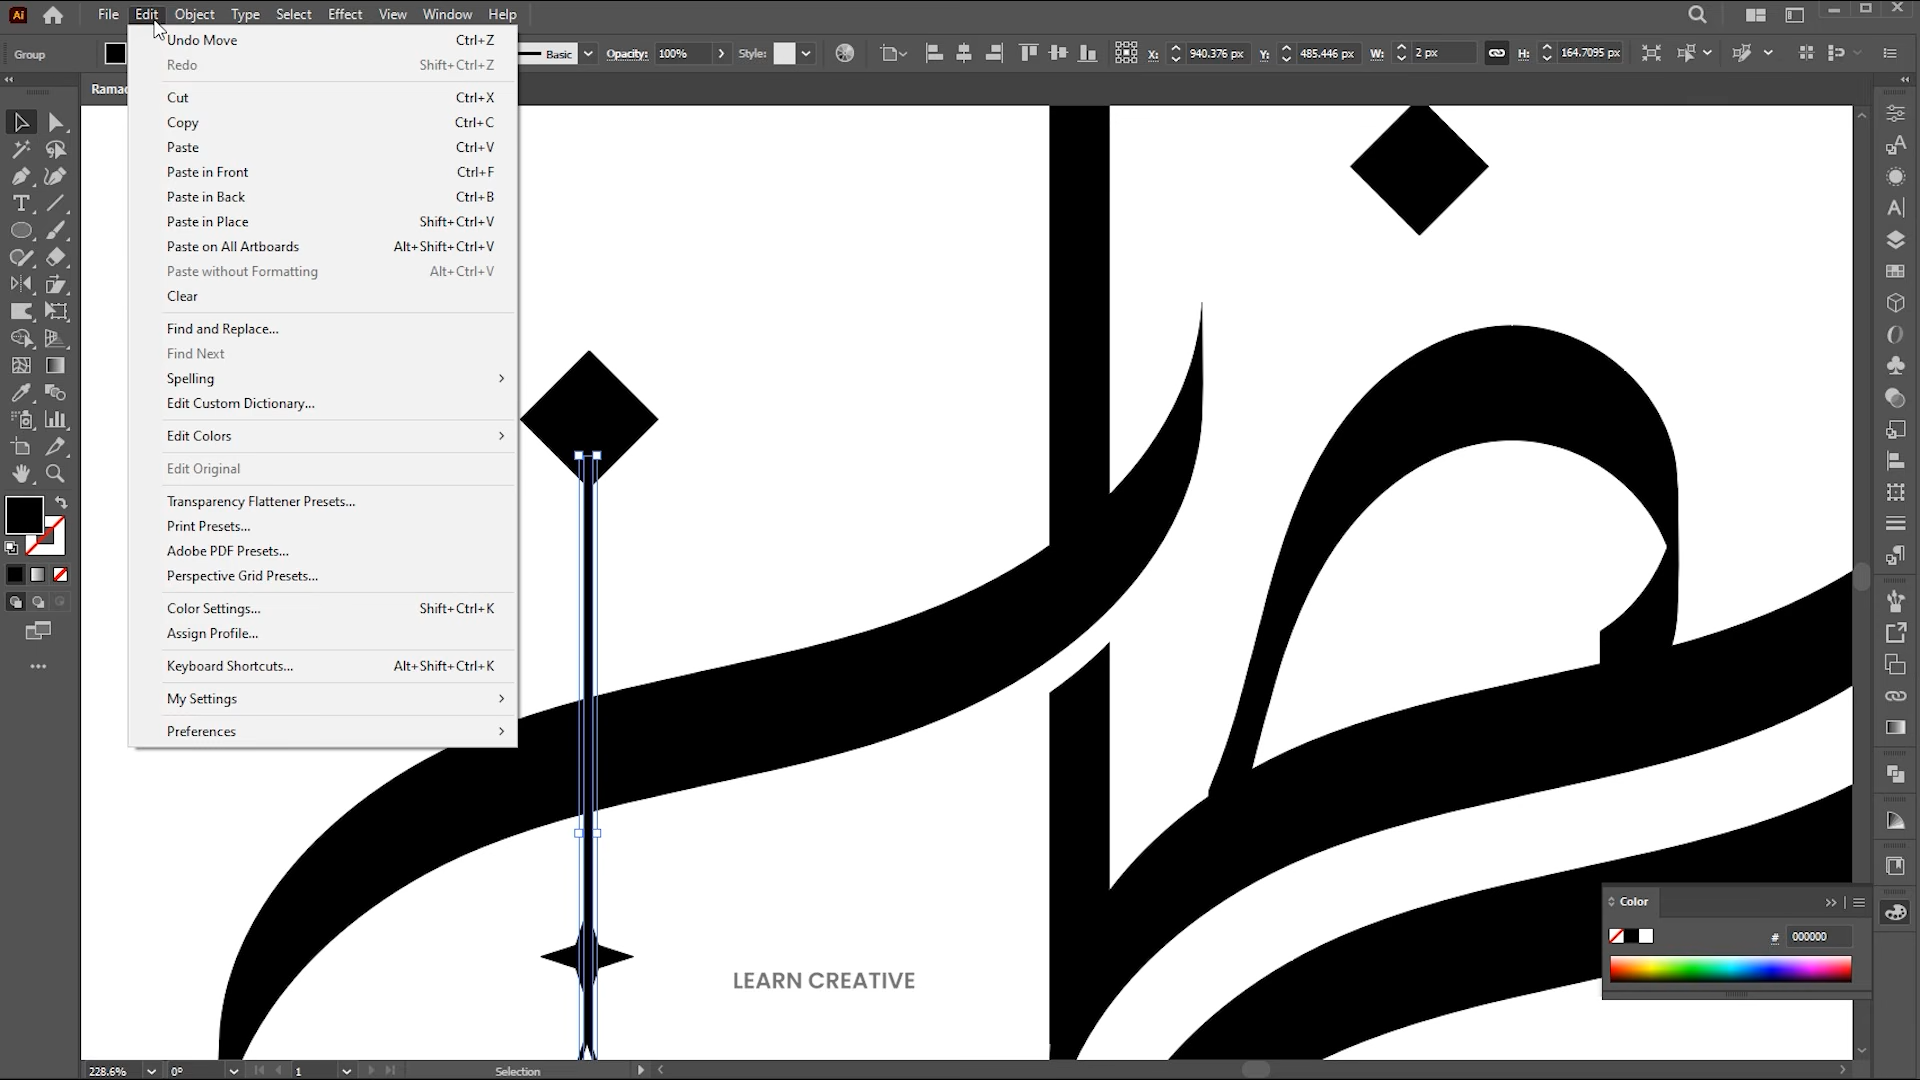 Ai File Edit Object Type Select Effect View Window Help
Group Basic Opacity: 100% Style: X: 940.376 px Y: 485.446 px W: 2 px H: 164.7095 px
Undo Move Ctrl+Z
Redo Shift+Ctrl+Z
Cut Ctrl+X
Copy Ctrl+C
Paste Ctrl+V
Paste in Front Ctrl+F
Paste in Back Ctrl+B
Paste in Place Shift+Ctrl+V
Paste on All Artboards Alt+Shift+Ctrl+V
Paste without Formatting Alt+Ctrl+V
Clear
Find and Replace...
Find Next
Spelling
Edit Custom Dictionary...
Edit Colors
Edit Original
Transparency Flattener Presets...
Print Presets...
Adobe PDF Presets...
Perspective Grid Presets...
Color Settings... Shift+Ctrl+K
Assign Profile...
Keyboard Shortcuts... Alt+Shift+Ctrl+K
My Settings
Preferences
LEARN CREATIVE
Color
# 000000
228.6% 0° 1 Selection